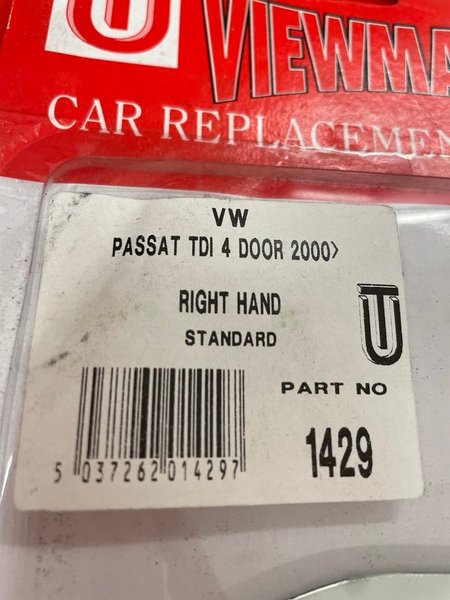 VIEWMA
CAR REPLACEMEN
VW
PASSAT TDI 4 DOOR 2000>
RIGHT HAND
STANDARD
PART NO
1429
5 037262 014297